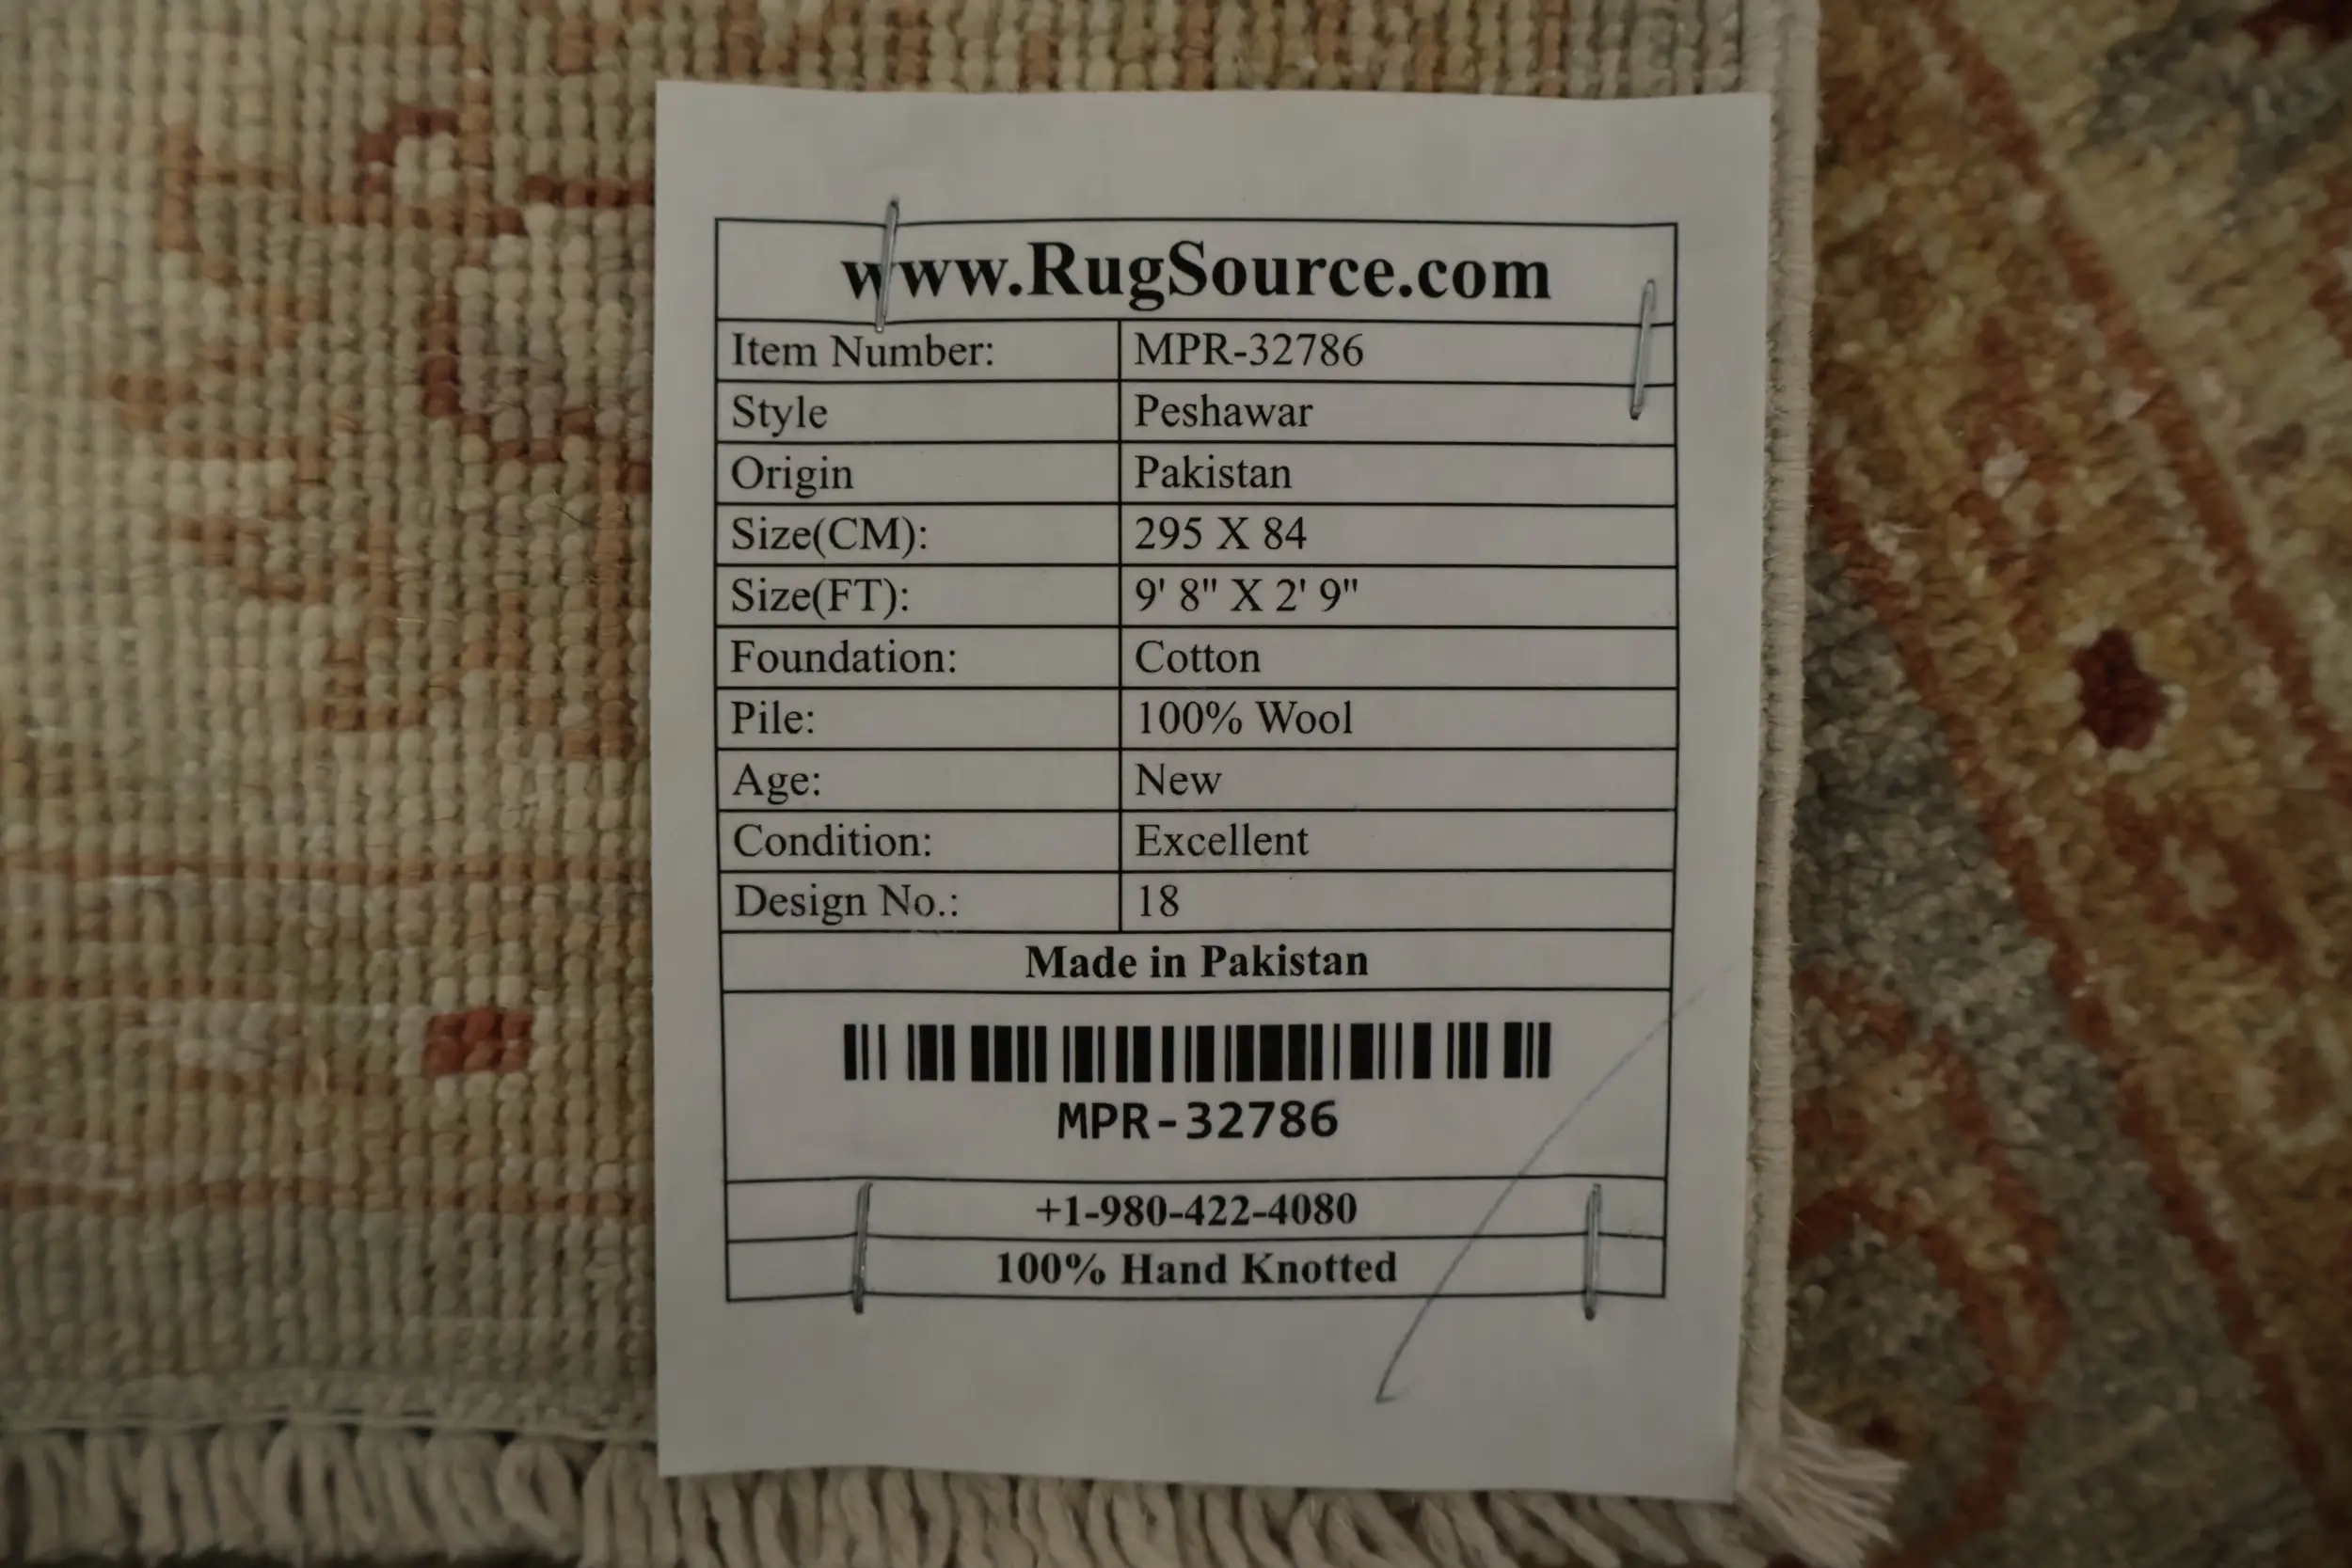 www.RugSource.com
Item Number: MPR-32786
Style Peshawar
Origin Pakistan
Size(CM): 295 X 84
Size(FT): 9' 8" X 2' 9"
Foundation: Cotton
Pile: 100% Wool
Age: New
Condition: Excellent
Design No.: 18
Made in Pakistan
MPR-32786
+1-980-422-4080
100% Hand Knotted